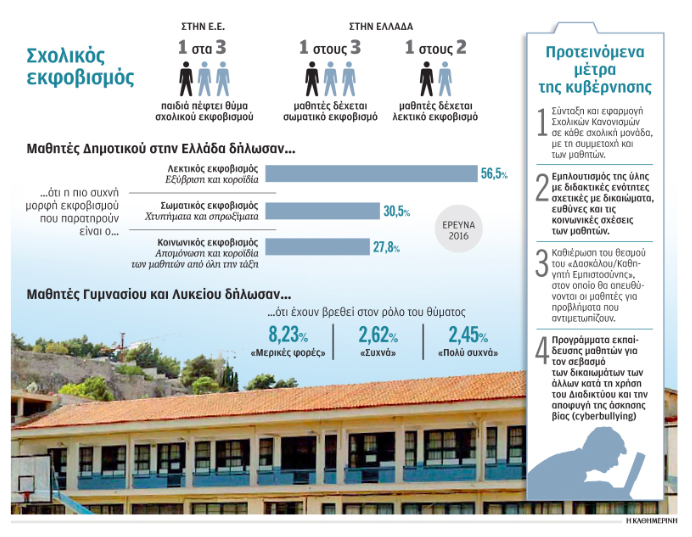 Σχολικός
εκφοβισμός
ΣΤΗΝ Ε.Ε.
1 στα 3
παιδιά πέφτει θύμα
σχολικού εκφοβισμού
ΣΤΗΝ ΕΛΛΑΔΑ
1 στους 3
μαθητές δέχεται
σωματικό εκφοβισμό
1 στους 2
μαθητές δέχεται
λεκτικό εκφοβισμό
Μαθητές Δημοτικού στην Ελλάδα δήλωσαν...
...ότι η πιο συχνή
μορφή εκφοβισμού
που παρατηρούν
είναι ο...
Λεκτικός εκφοβισμός
Εξύβριση και κοροϊδία
56,5%
Σωματικός εκφοβισμός
Χτυπήματα και σπρωξίματα
30,5%
Κοινωνικός εκφοβισμός
Απομόνωση και κοροϊδία
των μαθητών από όλη την τάξη
27,8%
ΕΡΕΥΝΑ
2016
Μαθητές Γυμνασίου και Λυκείου δήλωσαν...
...ότι έχουν βρεθεί στον ρόλο του θύματος
8,23%
«Μερικές φορές»
2,62%
«Συχνά»
2,45%
«Πολύ συχνά»
Προτεινόμενα
μέτρα
της κυβέρνησης
1 Σύνταξη και εφαρμογή
Σχολικών Κανονισμών
σε κάθε σχολική μονάδα,
με τη συμμετοχή και
των μαθητών.
2 Εμπλουτισμός της ύλης
με διδακτικές ενότητες
σχετικές με δικαιώματα,
ευθύνες και τις
κοινωνικές σχέσεις
των μαθητών.
3 Καθιέρωση του θεσμού
του «Δασκάλου/Καθη-
γητή Εμπιστοσύνης»,
στον οποίο θα απευθύ-
νονται οι μαθητές για
προβλήματα που
αντιμετωπίζουν.
4 Προγράμματα εκπαί-
δευσης μαθητών για
τον σεβασμό
των δικαιωμάτων των
άλλων κατά τη χρήση
του Διαδικτύου και την
αποφυγή της άσκησης
βίας (cyberbullying)
Η ΚΑΘΗΜΕΡΙΝΗ